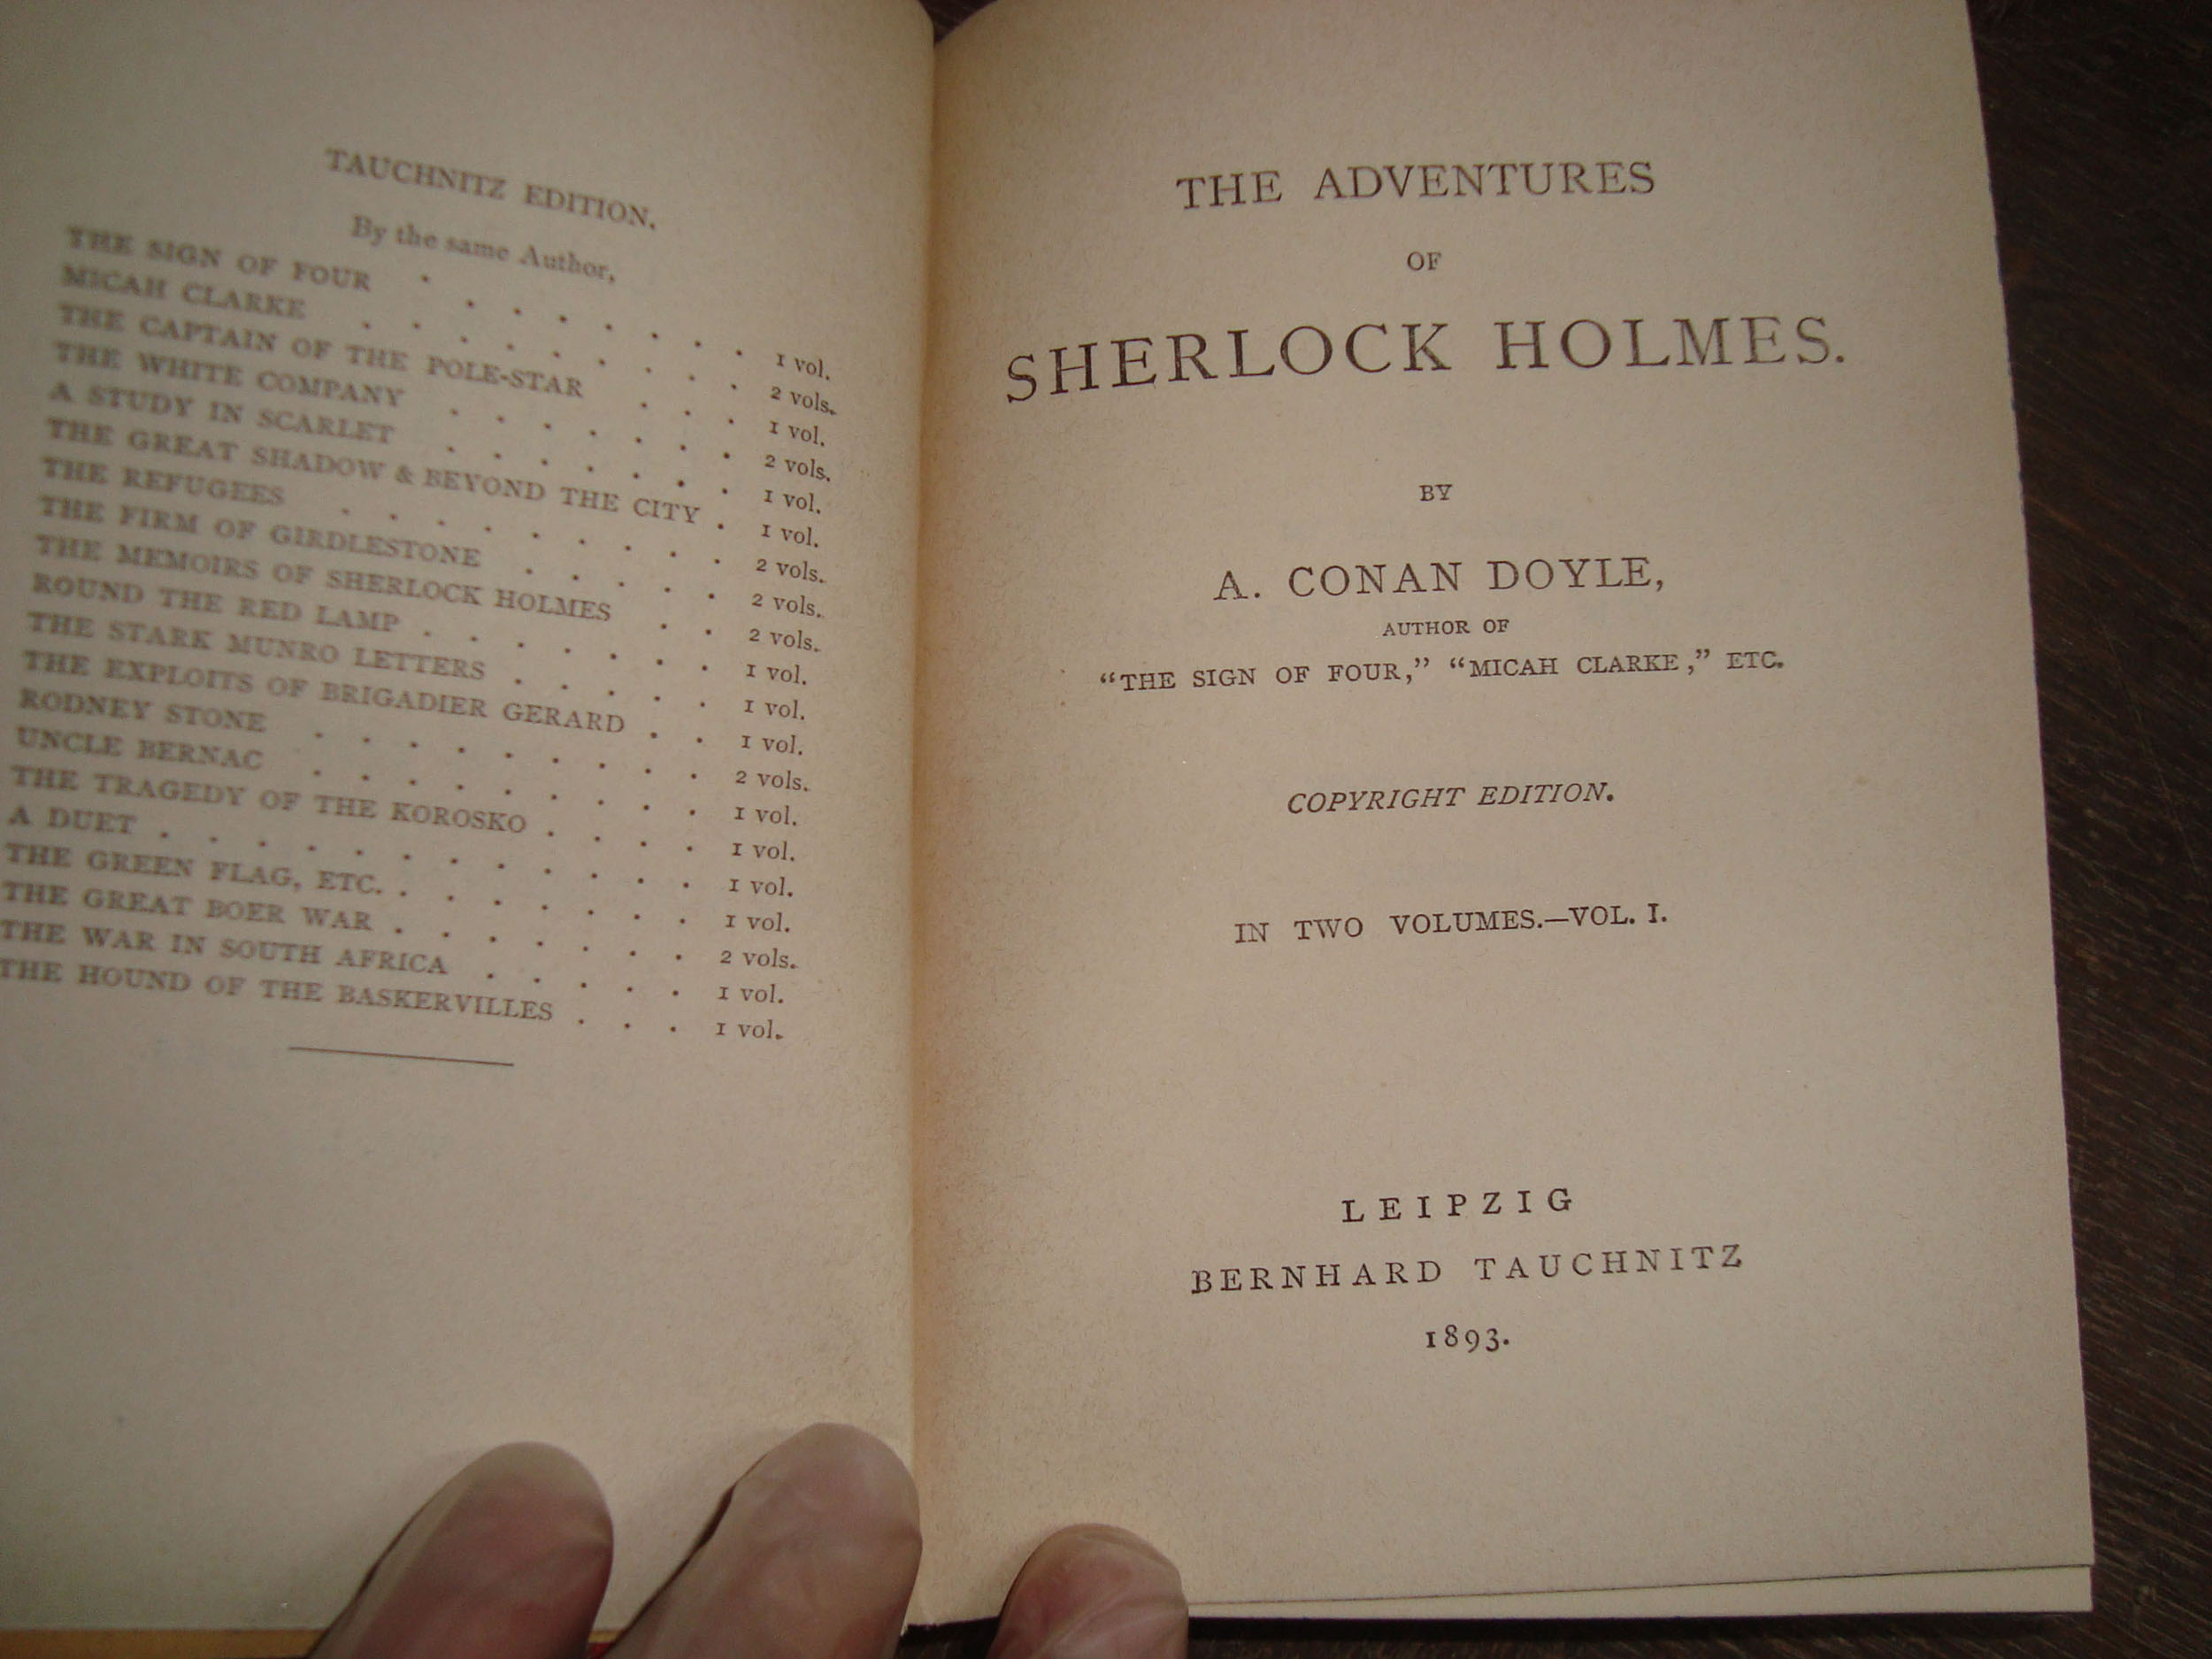 TAUCHNITZ EDITION.
By the same Author,
THE SIGN OF FOUR . . . . . . . . 1 vol.
MICAH CLARKE . . . . . . . . . 2 vols.
THE CAPTAIN OF THE POLE-STAR . . . 1 vol.
THE WHITE COMPANY . . . . . . . 2 vols.
A STUDY IN SCARLET . . . . . . . 1 vol.
THE GREAT SHADOW & BEYOND THE CITY . 1 vol.
THE REFUGEES . . . . . . . . . 2 vols.
THE FIRM OF GIRDLESTONE . . . . . 2 vols.
THE MEMOIRS OF SHERLOCK HOLMES . . 2 vols.
ROUND THE RED LAMP . . . . . . . 1 vol.
THE STARK MUNRO LETTERS . . . . . 1 vol.
THE EXPLOITS OF BRIGADIER GERARD . . 1 vol.
RODNEY STONE . . . . . . . . . 2 vols.
UNCLE BERNAC . . . . . . . . . 1 vol.
THE TRAGEDY OF THE KOROSKO . . . . 1 vol.
A DUET . . . . . . . . . . . . 1 vol.
THE GREEN FLAG, ETC. . . . . . . . 1 vol.
THE GREAT BOER WAR . . . . . . . 2 vols.
THE WAR IN SOUTH AFRICA . . . . . 1 vol.
THE HOUND OF THE BASKERVILLES . . . 1 vol.
THE ADVENTURES
OF
SHERLOCK HOLMES.
BY
A. CONAN DOYLE,
AUTHOR OF
“THE SIGN OF FOUR,” “MICAH CLARKE,” ETC.
COPYRIGHT EDITION.
IN TWO VOLUMES.—VOL. I.
LEIPZIG
BERNHARD TAUCHNITZ
1893.